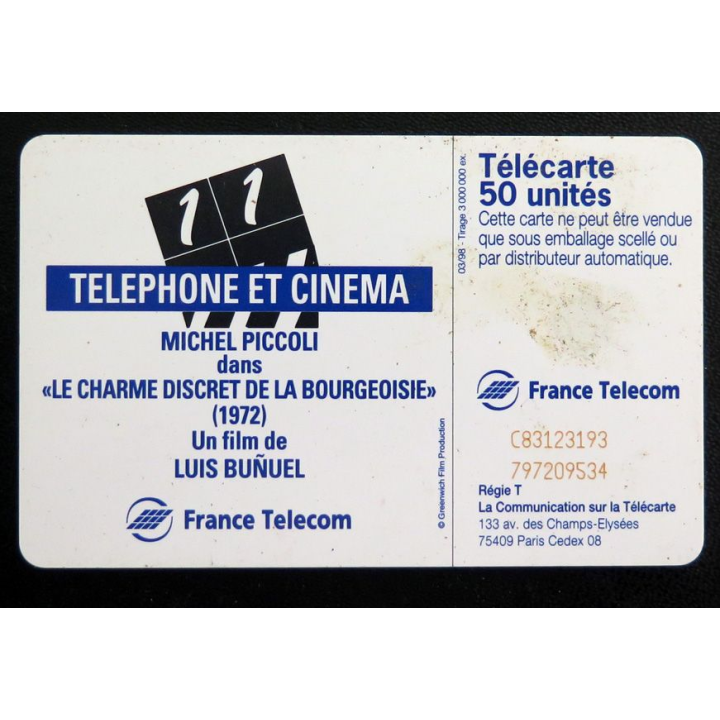 1 1
TELEPHONE ET CINEMA
MICHEL PICCOLI
dans
«LE CHARME DISCRET DE LA BOURGEOISIE»
(1972)
Un film de
LUIS BUÑUEL
France Telecom
© Greenwich Film Production
03/98 - Tirage 3 000 000 ex.
Télécarte
50 unités
Cette carte ne peut être vendue
que sous emballage scellé ou
par distributeur automatique.
France Telecom
C83123193
797209534
Régie T
La Communication sur la Télécarte
133 av. des Champs-Elysées
75409 Paris Cedex 08